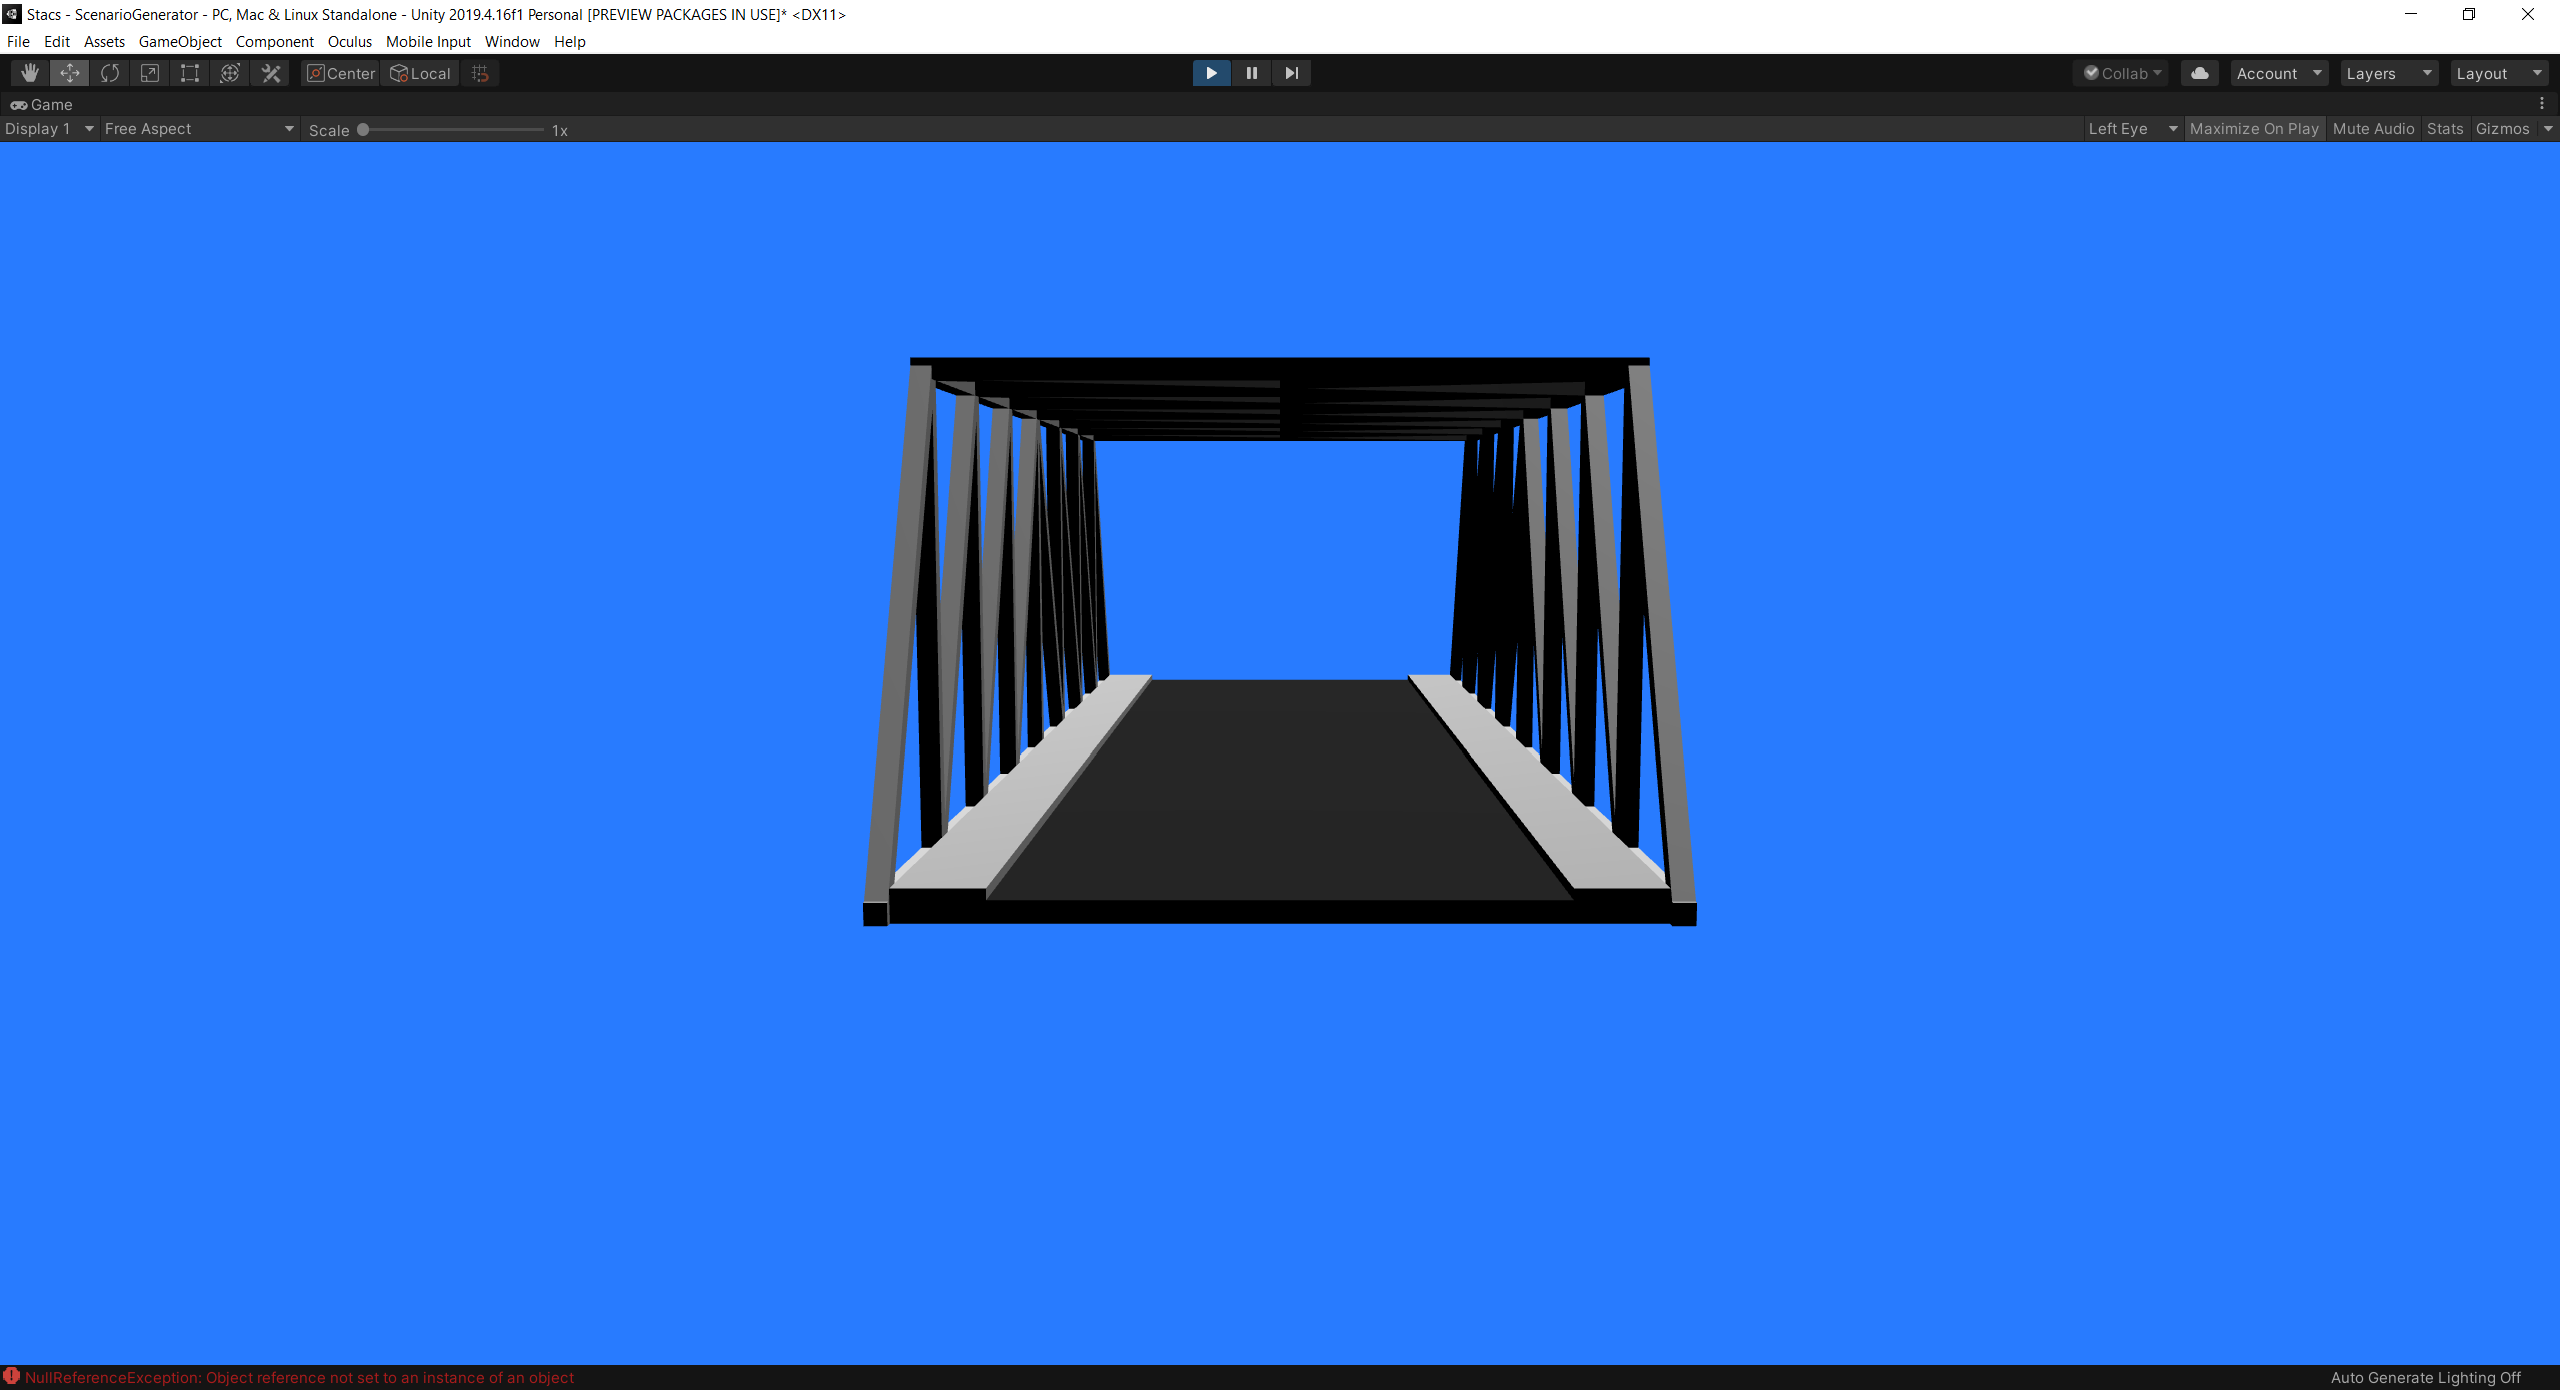 Stacs - ScenarioGenerator - PC, Mac & Linux Standalone - Unity 2019.4.16f1 Personal [PREVIEW PACKAGES IN USE]* <DX11>
File Edit Assets GameObject Component Oculus Mobile Input Window Help
Center Local Collab Account Layers Layout
Game
Display 1 Free Aspect Scale 1x Left Eye Maximize On Play Mute Audio Stats Gizmos
NullReferenceException: Object reference not set to an instance of an object Auto Generate Lighting Off